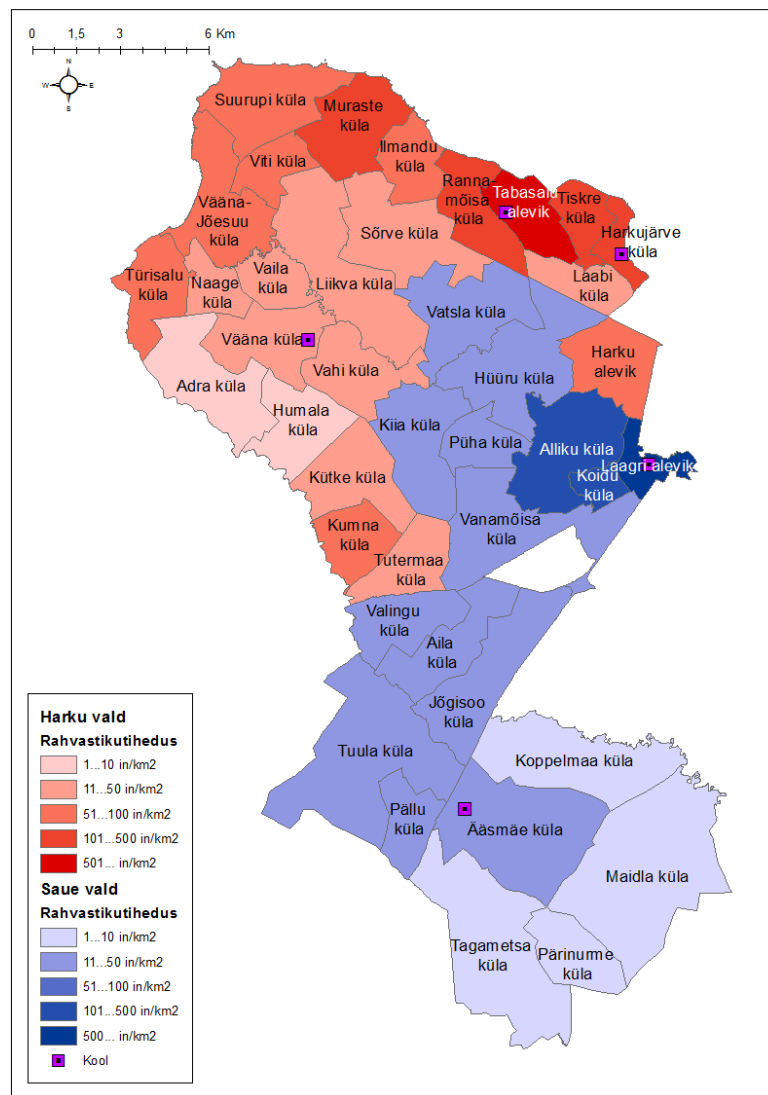 0 1,5 3 6 Km
N
W E
S
Suurupi küla
Muraste
küla
Ilmandu
küla
Viti küla
Ranna-
mõisa
küla
Tabasalu
alevik
Tiskre
küla
Vääna-
Jõesuu
küla
Sõrve küla
Harkujärve
küla
Türisalu
küla
Naage
küla
Vaila
küla
Liikva küla
Laabi
küla
Vatsla küla
Vääna küla
Harku
alevik
Adra küla
Vahi küla
Hüüru küla
Humala
küla
Kiia küla
Püha küla
Alliku küla
Laagri alevik
Koidu
küla
Kütke küla
Kumna
küla
Vanamõisa
küla
Tutermaa
küla
Valingu
küla
Aila
küla
Jõgisoo
küla
Tuula küla
Koppelmaa küla
Pällu
küla
Ääsmäe küla
Maidla küla
Tagametsa
küla
Pärinurme
küla
Harku vald
Rahvastikutihedus
1...10 in/km2
11...50 in/km2
51...100 in/km2
101...500 in/km2
501... in/km2
Saue vald
Rahvastikutihedus
1...10 in/km2
11...50 in/km2
51...100 in/km2
101...500 in/km2
500... in/km2
Kool